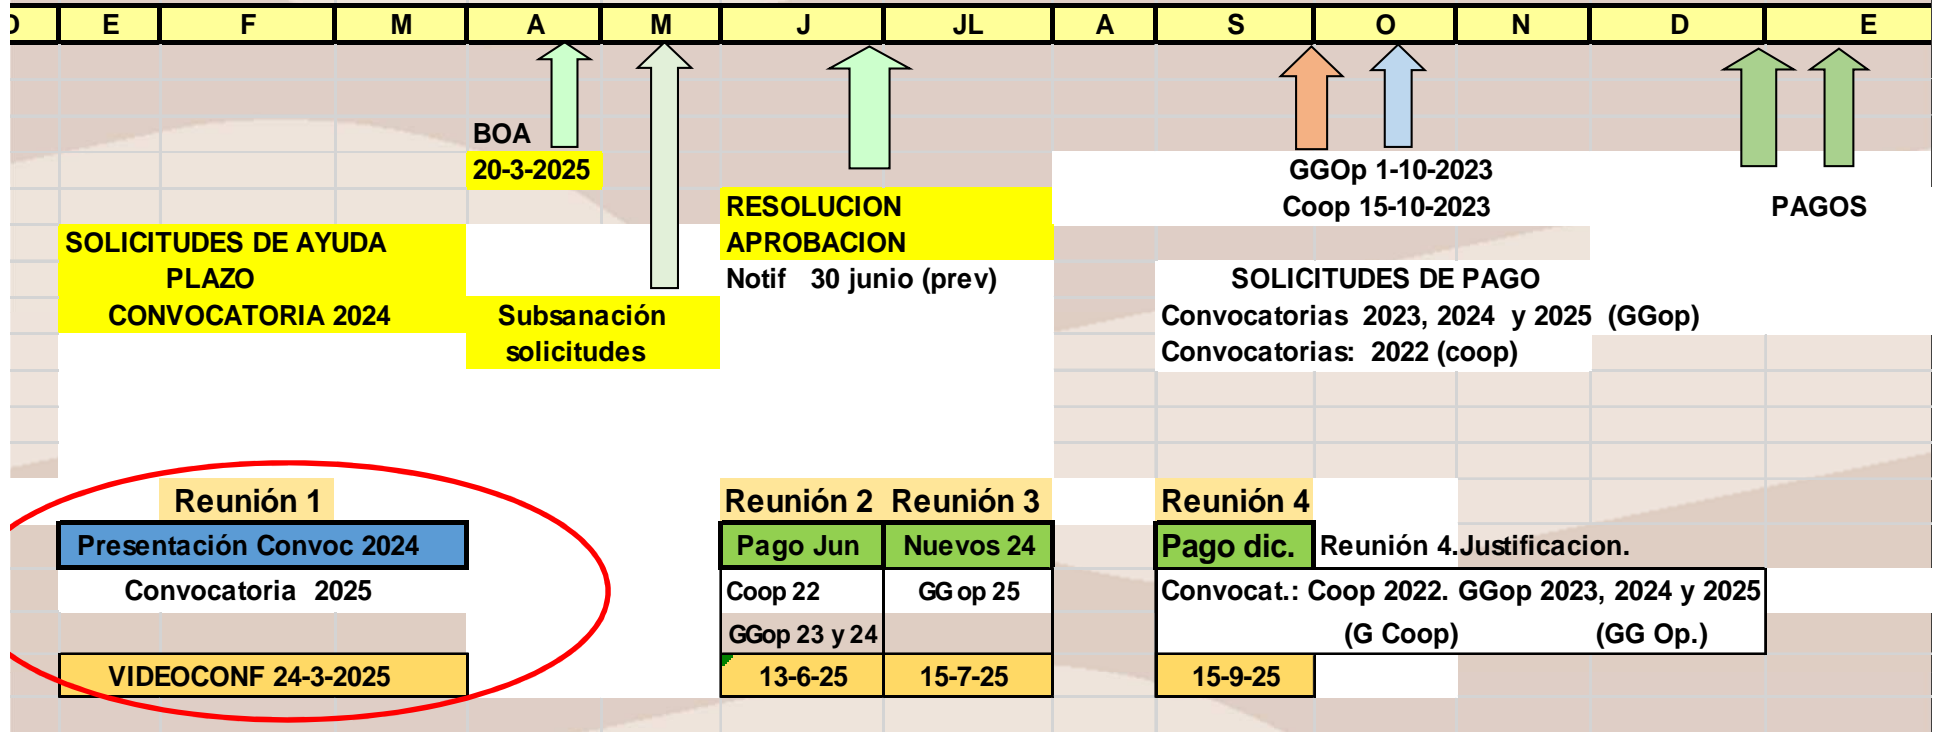 E F M A M J JL A S O N D E
BOA
20-3-2025
GGOp 1-10-2023
RESOLUCION
Coop 15-10-2023
PAGOS
SOLICITUDES DE AYUDA
APROBACION
PLAZO
Notif 30 junio (prev)
SOLICITUDES DE PAGO
CONVOCATORIA 2024
Subsanación
Convocatorias 2023, 2024 y 2025 (GGop)
solicitudes
Convocatorias: 2022 (coop)
Reunión 1
Reunión 2
Reunión 3
Reunión 4
Presentación Convoc 2024
Pago Jun
Nuevos 24
Pago dic.
Reunión 4.Justificacion.
Convocatoria 2025
Coop 22
GG op 25
Convocat.: Coop 2022. GGop 2023, 2024 y 2025
GGop 23 y 24
(G Coop) (GG Op.)
VIDEOCONF 24-3-2025
13-6-25
15-7-25
15-9-25